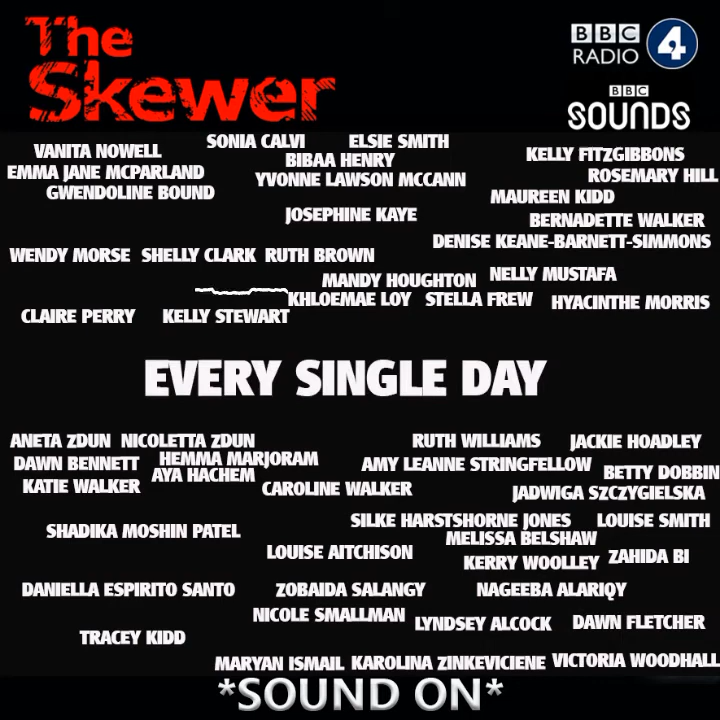 The
Skewer
BBC
RADIO 4
BBC
SOUNDS
SONIA CALVI ELSIE SMITH
VANITA NOWELL
BIBAA HENRY
KELLY FITZGIBBONS
EMMA JANE MCPARLAND
YVONNE LAWSON MCCANN
ROSEMARY HILL
GWENDOLINE BOUND
MAUREEN KIDD
JOSEPHINE KAYE
BERNADETTE WALKER
DENISE KEANE-BARNETT-SIMMONS
WENDY MORSE SHELLY CLARK RUTH BROWN
MANDY HOUGHTON NELLY MUSTAFA
KHLOEMAE LOY STELLA FREW HYACINTHE MORRIS
CLAIRE PERRY KELLY STEWART
EVERY SINGLE DAY
ANETA ZDUN NICOLETTA ZDUN RUTH WILLIAMS JACKIE HOADLEY
DAWN BENNETT HEMMA MARJORAM AMY LEANNE STRINGFELLOW BETTY DOBBIN
KATIE WALKER AYA HACHEM CAROLINE WALKER JADWIGA SZCZYGIELSKA
SHADIKA MOSHIN PATEL SILKE HARSTSHORNE JONES LOUISE SMITH
MELISSA BELSHAW
LOUISE AITCHISON KERRY WOOLLEY ZAHIDA BI
DANIELLA ESPIRITO SANTO ZOBAIDA SALANGY NAGEEBA ALARIQY
NICOLE SMALLMAN LYNDSEY ALCOCK DAWN FLETCHER
TRACEY KIDD
MARYAN ISMAIL KAROLINA ZINKEVICIENE VICTORIA WOODHALL
*SOUND ON*